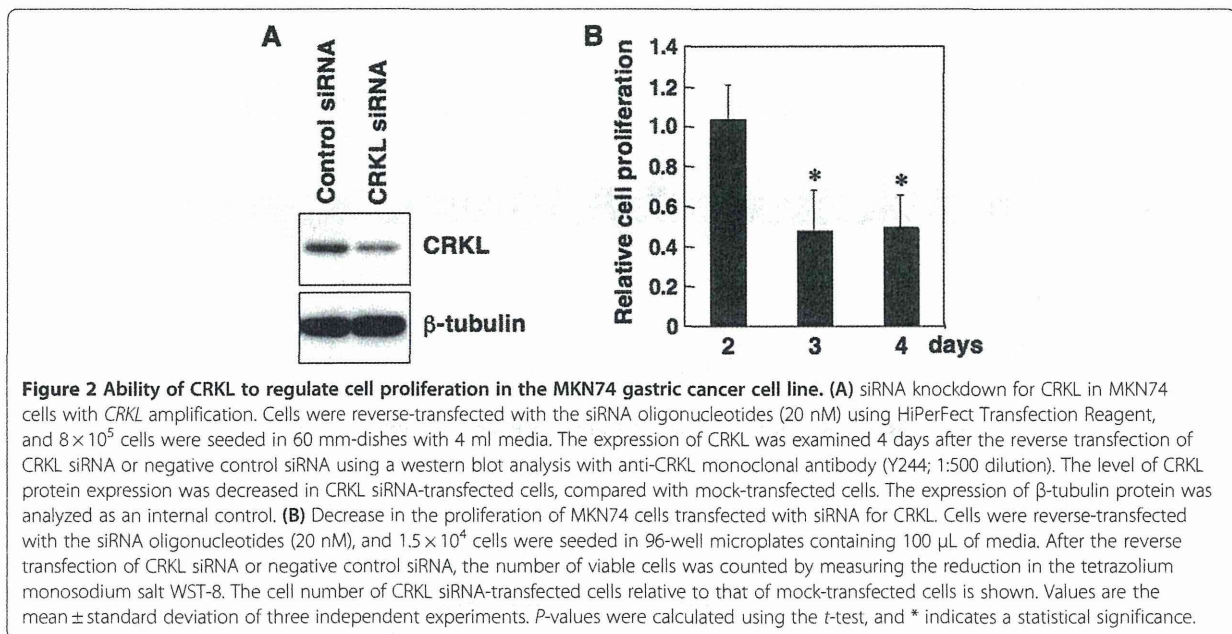 A
B
Control siRNA
CRKL siRNA
CRKL
β-tubulin
Relative cell proliferation
1.4
1.2
1.0
0.8
0.6
0.4
0.2
0
*
*
2 3 4 days
Figure 2 Ability of CRKL to regulate cell proliferation in the MKN74 gastric cancer cell line. (A) siRNA knockdown for CRKL in MKN74
cells with CRKL amplification. Cells were reverse-transfected with the siRNA oligonucleotides (20 nM) using HiPerFect Transfection Reagent,
and 8 × 10⁵ cells were seeded in 60 mm-dishes with 4 ml media. The expression of CRKL was examined 4 days after the reverse transfection of
CRKL siRNA or negative control siRNA using a western blot analysis with anti-CRKL monoclonal antibody (Y244; 1:500 dilution). The level of CRKL
protein expression was decreased in CRKL siRNA-transfected cells, compared with mock-transfected cells. The expression of β-tubulin protein was
analyzed as an internal control. (B) Decrease in the proliferation of MKN74 cells transfected with siRNA for CRKL. Cells were reverse-transfected
with the siRNA oligonucleotides (20 nM), and 1.5 × 10⁴ cells were seeded in 96-well microplates containing 100 μL of media. After the reverse
transfection of CRKL siRNA or negative control siRNA, the number of viable cells was counted by measuring the reduction in the tetrazolium
monosodium salt WST-8. The cell number of CRKL siRNA-transfected cells relative to that of mock-transfected cells is shown. Values are the
mean ± standard deviation of three independent experiments. P-values were calculated using the t-test, and * indicates a statistical significance.